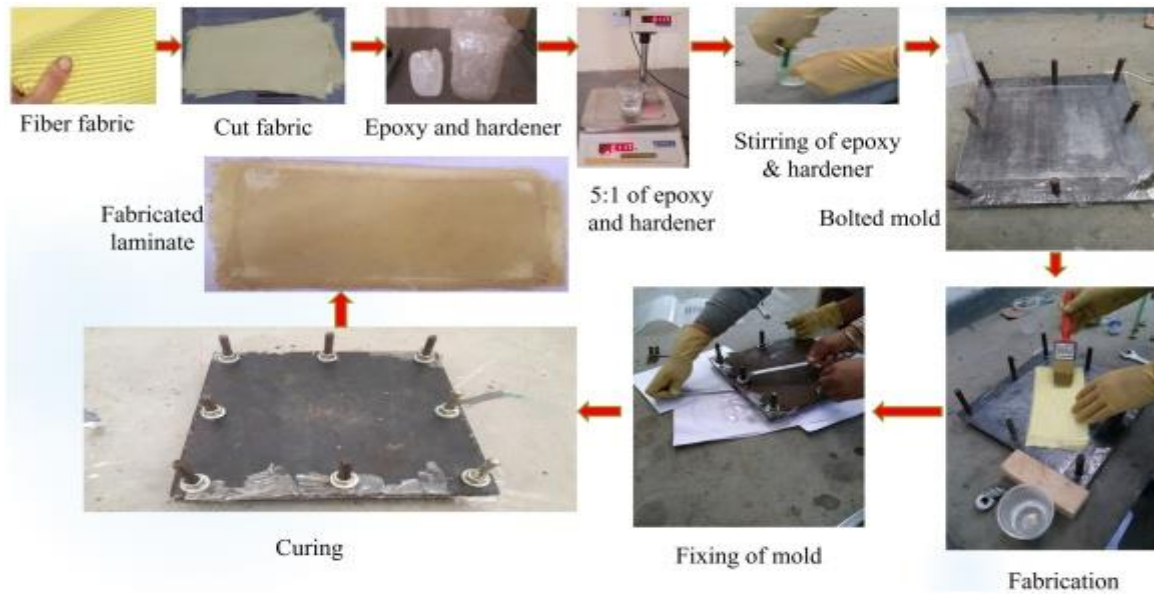 Fiber fabric
Cut fabric
Epoxy and hardener
5:1 of epoxy
and hardener
Stirring of epoxy
& hardener
Bolted mold
Fabrication
Fixing of mold
Curing
Fabricated
laminate